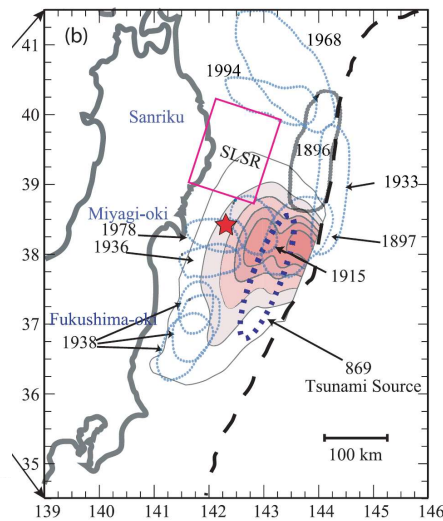 (b)
1968
1994
Sanriku
SLSR
1896
1933
Miyagi-oki
1978
1936
1897
1915
Fukushima-oki
1938
869
Tsunami Source
100 km
41
40
39
38
37
36
35
139 140 141 142 143 144 145 146